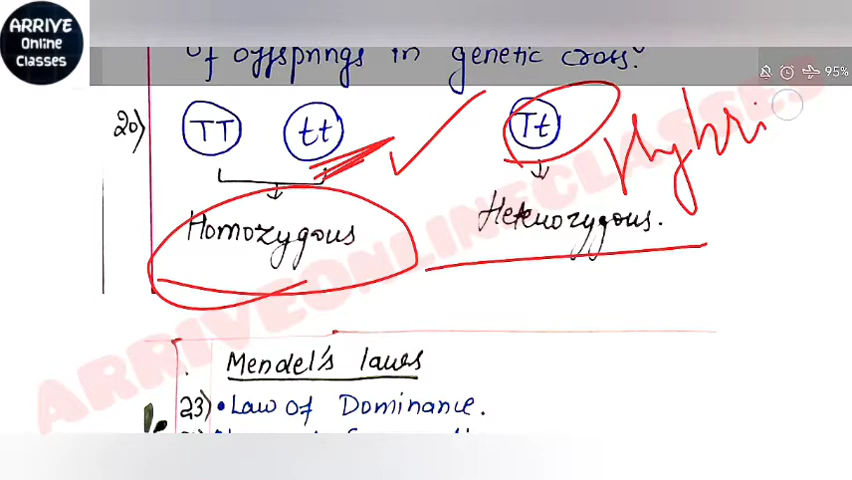 ARRIVE
Online
Classes
of offsprings in genetic cross?
95%
20) TT tt Tt
Hybri
Homozygous Heterozygous.
ARRIVEONLINECLASSES
Mendel's laws
23) • Law of Dominance.